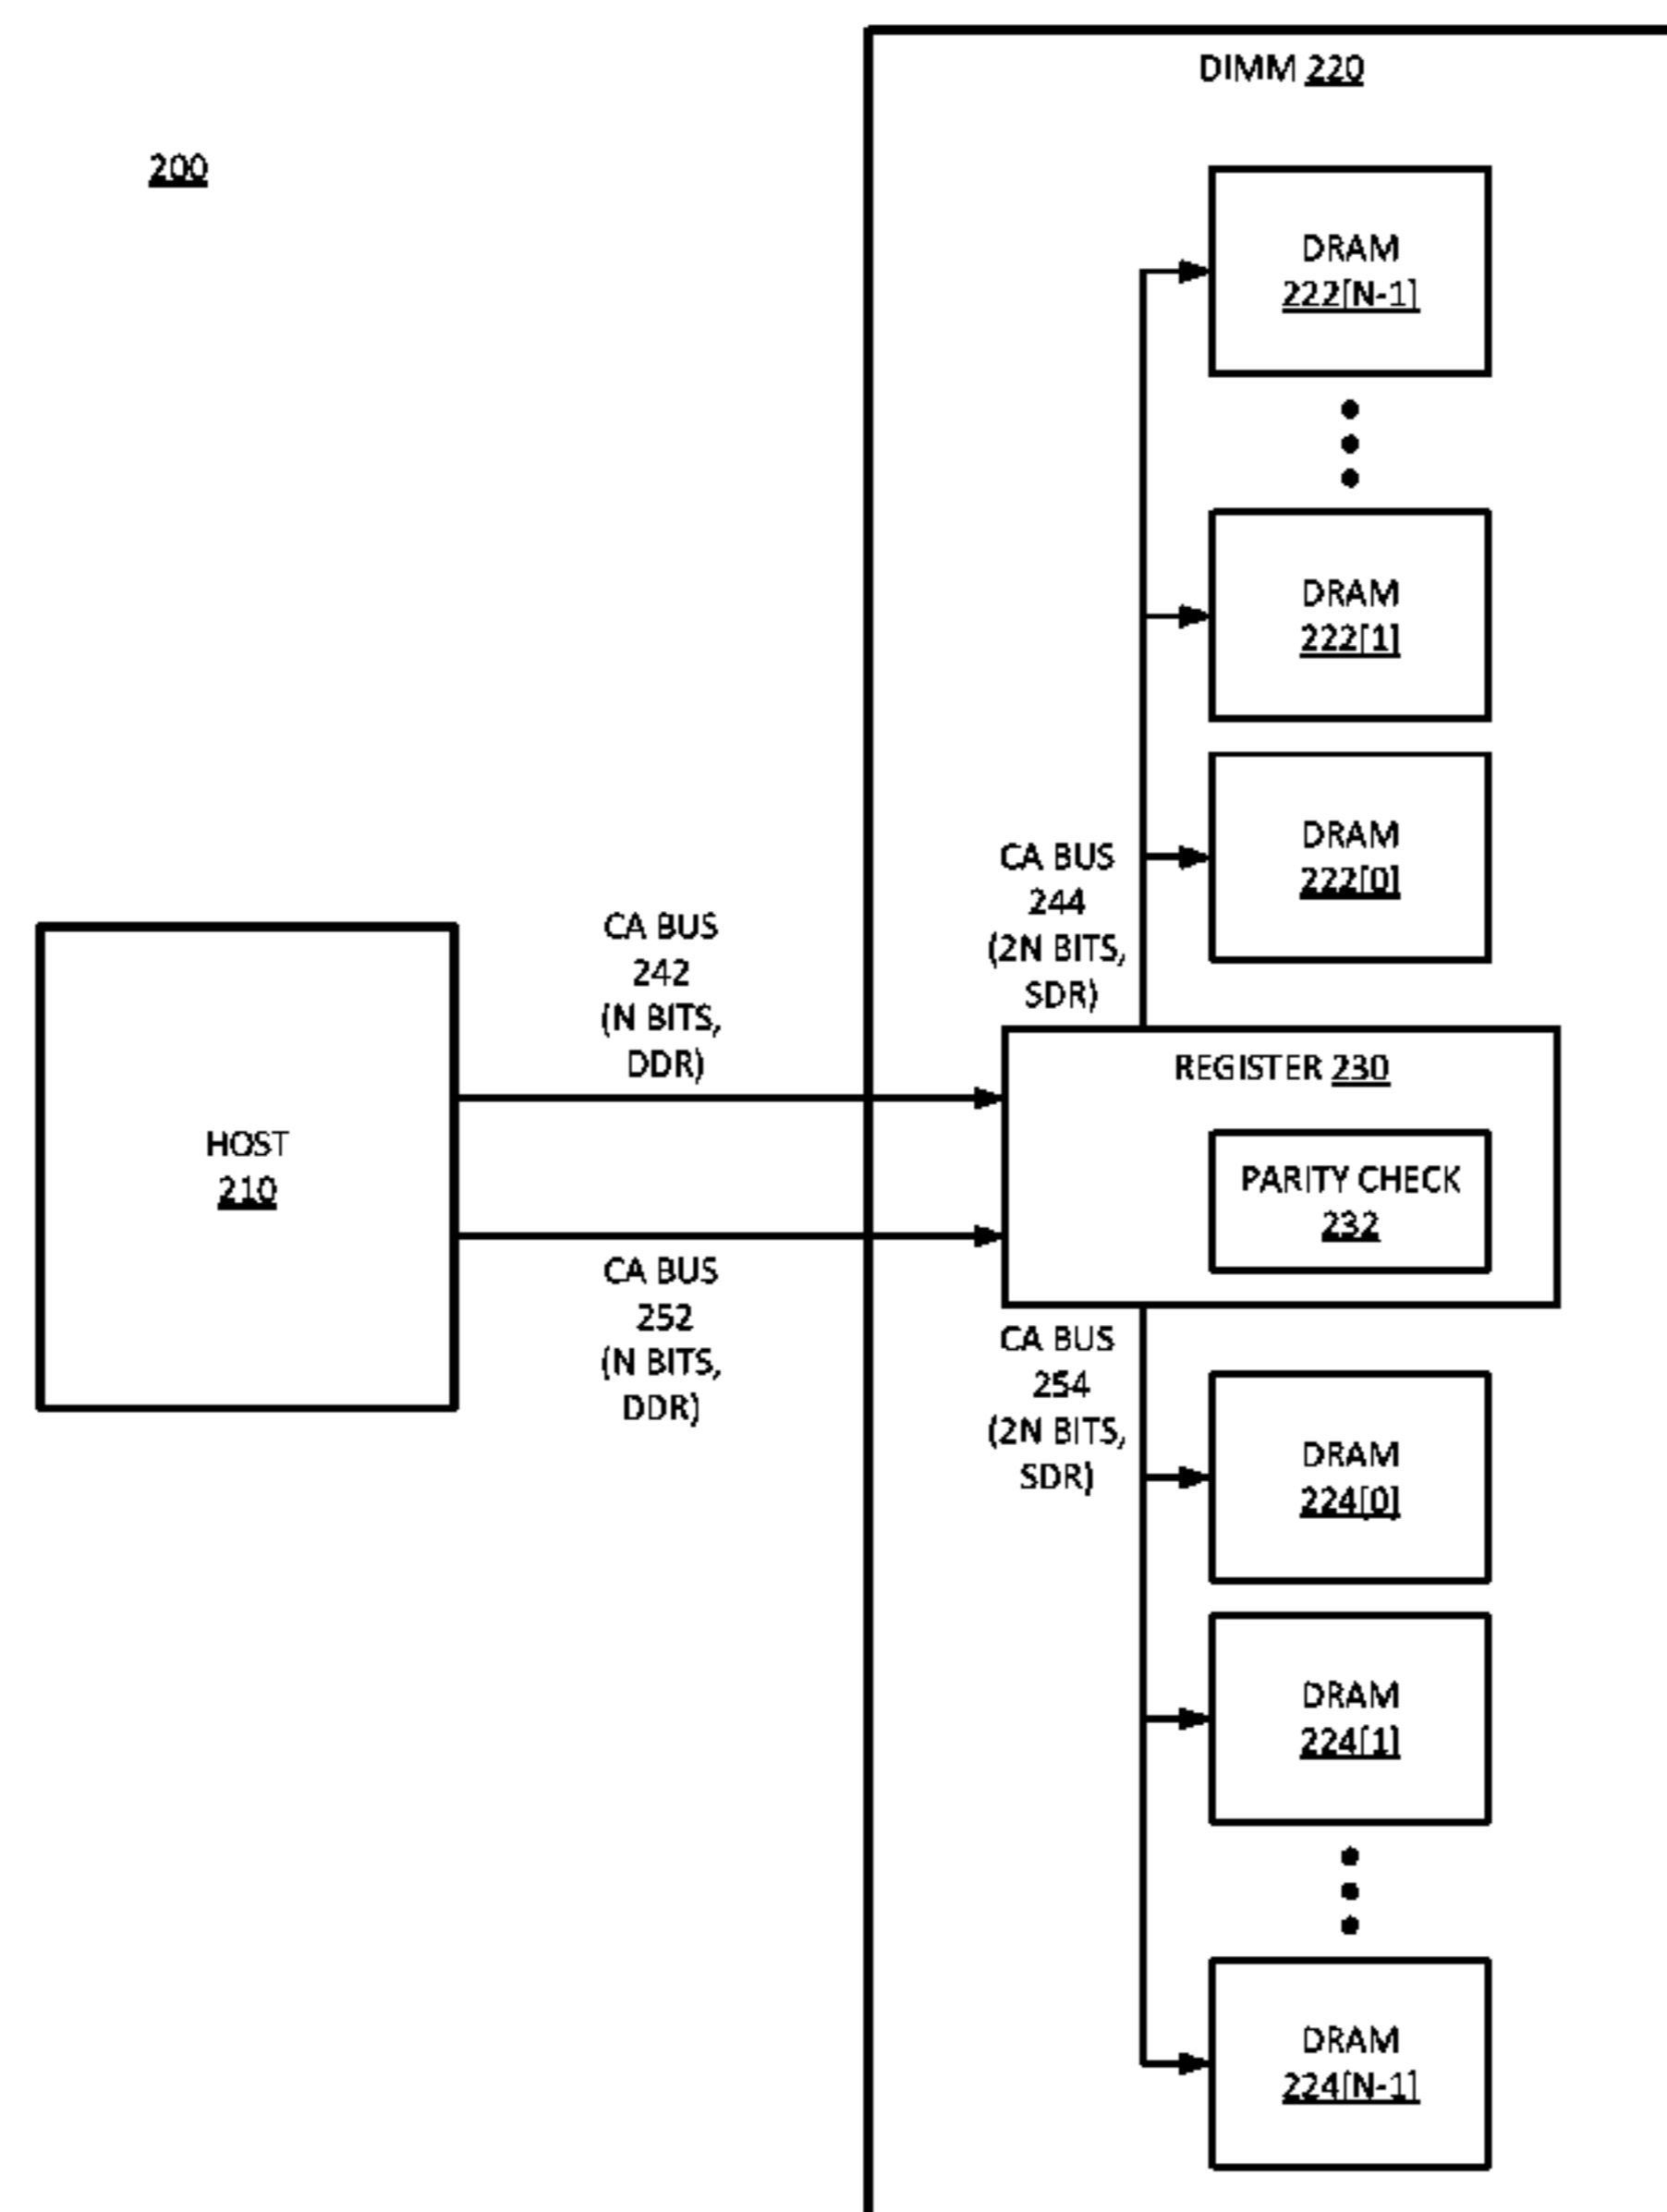 DIMM 220
200
DRAM
222[N-1]
DRAM
222[1]
DRAM
222[0]
CA BUS
244
(2N BITS,
SDR)
CA BUS
242
(N BITS,
DDR)
HOST
210
REGISTER 230
PARITY CHECK
232
CA BUS
252
(N BITS,
DDR)
CA BUS
254
(2N BITS,
SDR)
DRAM
224[0]
DRAM
224[1]
DRAM
224[N-1]